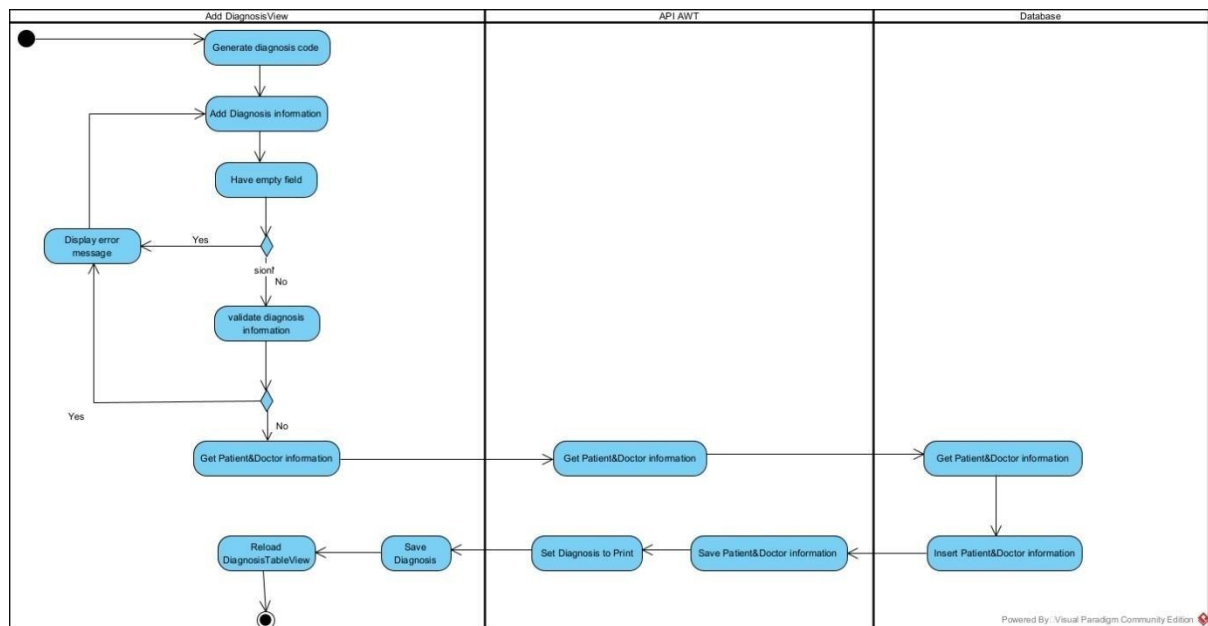 Add DiagnosisView
API AWT
Database
Generate diagnosis code
Add Diagnosis information
Have empty field
Display error
message
Yes
sionf
No
validate diagnosis
information
Yes
No
Get Patient&Doctor information
Get Patient&Doctor information
Get Patient&Doctor information
Reload
DiagnosisTableView
Save
Diagnosis
Set Diagnosis to Print
Save Patient&Doctor information
Insert Patient&Doctor information
Powered By Visual Paradigm Community Edition